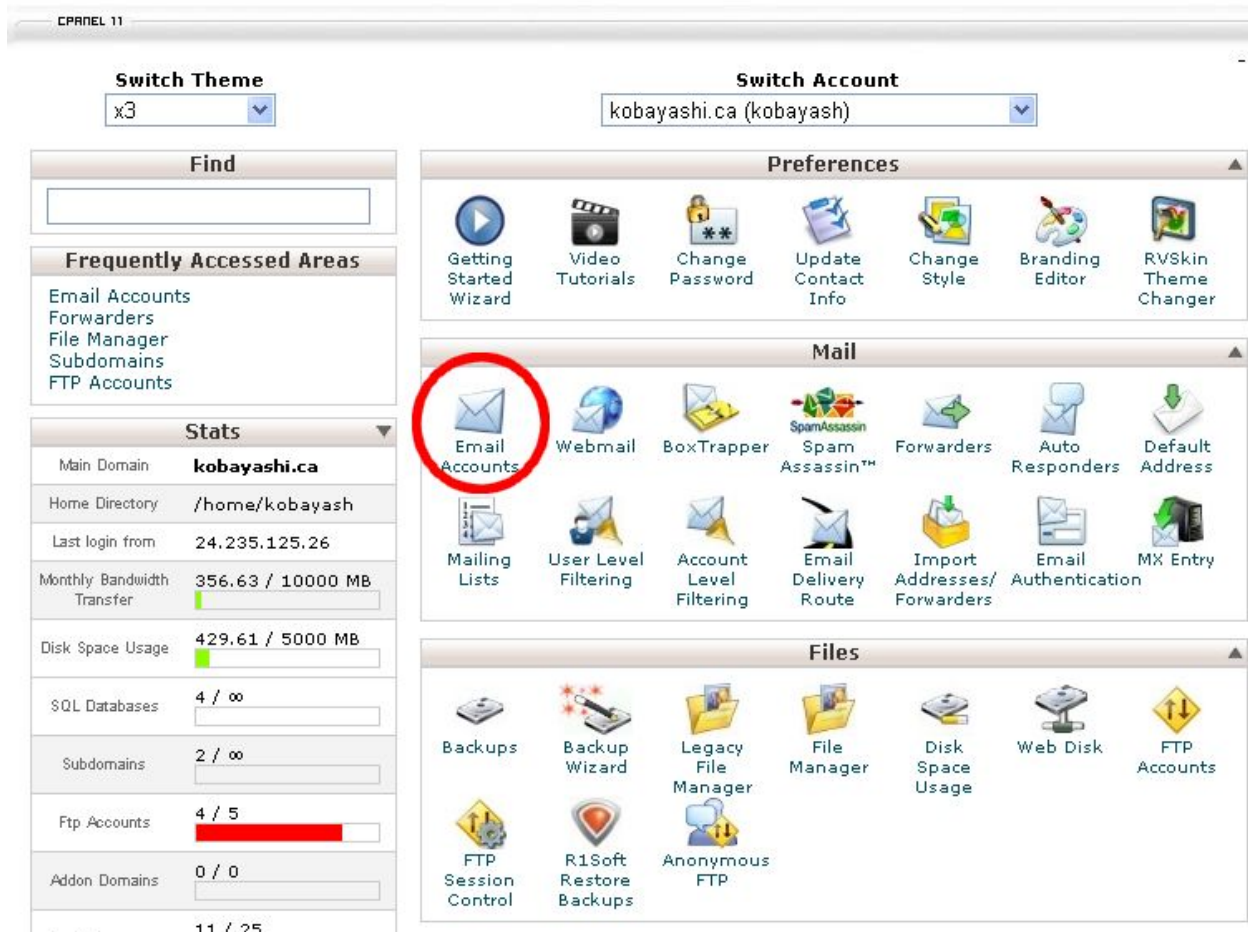 CPANEL 11
-
Switch Theme
x3
Switch Account
kobayashi.ca (kobayash)
Find
Frequently Accessed Areas
Email Accounts
Forwarders
File Manager
Subdomains
FTP Accounts
Stats
Main Domain kobayashi.ca
Home Directory /home/kobayash
Last login from 24.235.125.26
Monthly Bandwidth
Transfer
356.63 / 10000 MB
Disk Space Usage 429.61 / 5000 MB
SQL Databases 4 / ∞
Subdomains 2 / ∞
Ftp Accounts 4 / 5
Addon Domains 0 / 0
11 / 25
Preferences
Getting
Started
Wizard
Video
Tutorials
**
Change
Password
Update
Contact
Info
Change
Style
Branding
Editor
RVSkin
Theme
Changer
Mail
Email
Accounts
Webmail
BoxTrapper
SpamAssassin
Spam
Assassin™
Forwarders
Auto
Responders
Default
Address
Mailing
Lists
User Level
Filtering
Account
Level
Filtering
Email
Delivery
Route
Import
Addresses/
Forwarders
Email
Authentication
MX Entry
Files
Backups
Backup
Wizard
Legacy
File
Manager
File
Manager
Disk
Space
Usage
Web Disk
FTP
Accounts
FTP
Session
Control
R1Soft
Restore
Backups
Anonymous
FTP